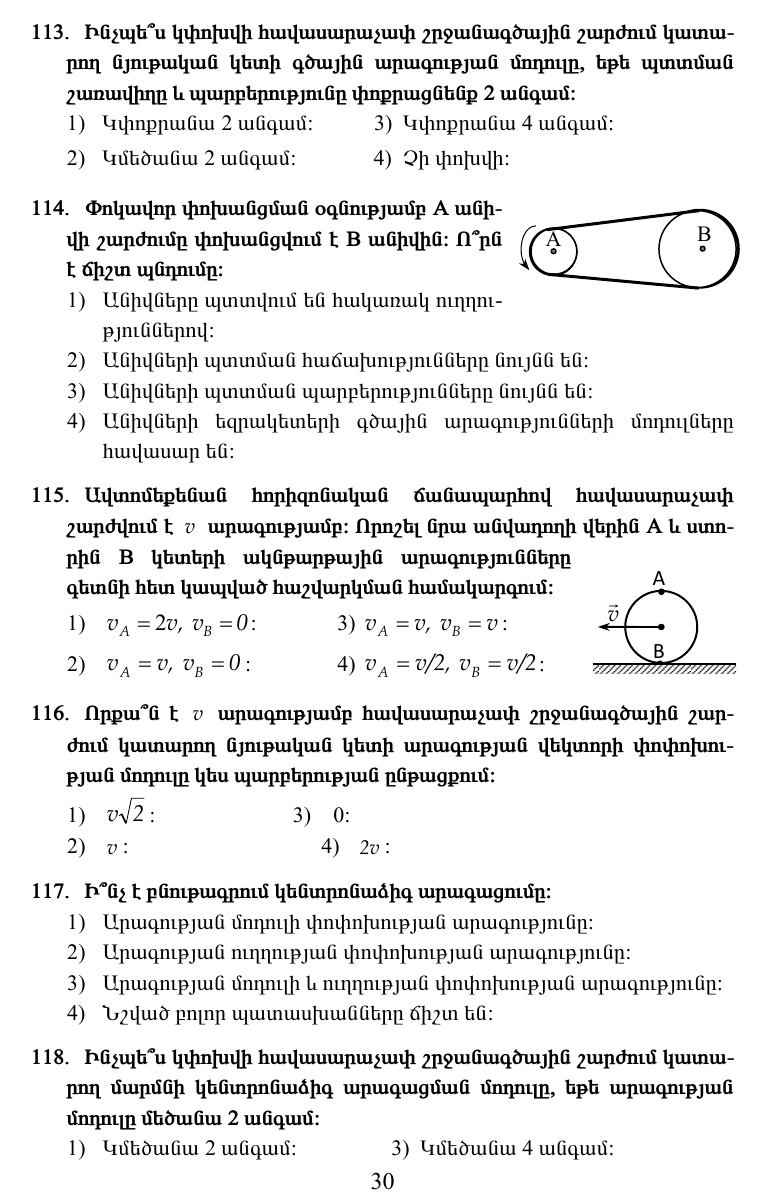 113. Ինչպե՞ս կփոխվի հավասարաչափ շրջանագծային շարժում կատա-
րող նյութական կետի գծային արագության մոդուլը, եթե պտտման
շառավիղը և պարբերությունը փոքրացնենք 2 անգամ:
1) Կփոքրանա 2 անգամ: 3) Կփոքրանա 4 անգամ:
2) Կմեծանա 2 անգամ: 4) Չի փոխվի:
114. Փոկավոր փոխանցման օգնությամբ A անի-
վի շարժումը փոխանցվում է B անիվին: Ո՞րն
է ճիշտ պնդումը:
A
B
1) Անիվները պտտվում են հակառակ ուղղու-
թյուններով:
2) Անիվների պտտման հաճախությունները նույնն են:
3) Անիվների պտտման պարբերությունները նույնն են:
4) Անիվների եզրակետերի գծային արագությունների մոդուլները
հավասար են:
115. Ավտոմեքենան հորիզոնական ճանապարհով հավասարաչափ
շարժվում է v արագությամբ: Որոշել նրա անվադողի վերին A և ստո-
րին B կետերի ակնթարթային արագությունները
գետնի հետ կապված հաշվարկման համակարգում:
1) v_A = 2v, v_B = 0: 3) v_A = v, v_B = v:
2) v_A = v, v_B = 0: 4) v_A = v/2, v_B = v/2:
A
v⃗
B
116. Որքա՞ն է v արագությամբ հավասարաչափ շրջանագծային շար-
ժում կատարող նյութական կետի արագության վեկտորի փոփոխու-
թյան մոդուլը կես պարբերության ընթացքում:
1) v√2: 3) 0:
2) v: 4) 2v:
117. Ի՞նչ է բնութագրում կենտրոնաձիգ արագացումը:
1) Արագության մոդուլի փոփոխության արագությունը:
2) Արագության ուղղության փոփոխության արագությունը:
3) Արագության մոդուլի և ուղղության փոփոխության արագությունը:
4) Նշված բոլոր պատասխանները ճիշտ են:
118. Ինչպե՞ս կփոխվի հավասարաչափ շրջանագծային շարժում կատա-
րող մարմնի կենտրոնաձիգ արագացման մոդուլը, եթե արագության
մոդուլը մեծանա 2 անգամ:
1) Կմեծանա 2 անգամ: 3) Կմեծանա 4 անգամ:
30